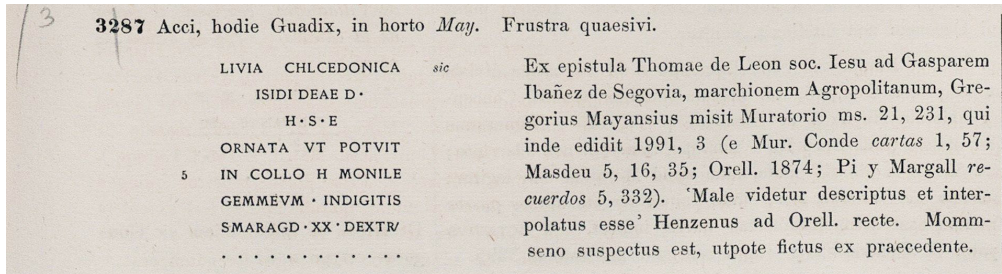 3
3287 Acci, hodie Guadix, in horto May. Frustra quaesivi.
LIVIA CHLCEDONICA sic
ISIDI DEAE D·
H·S·E
ORNATA VT POTVIT
5 IN COLLO H MONILE
GEMMEVM · INDIGITIS
SMARAGD·XX·DEXTR/
. . . . . . . . . . . .
Ex epistula Thomae de Leon soc. Iesu ad Gasparem
Ibañez de Segovia, marchionem Agropolitanum, Gre-
gorius Mayansius misit Muratorio ms. 21, 231, qui
inde edidit 1991, 3 (e Mur. Conde cartas 1, 57;
Masdeu 5, 16, 35; Orell. 1874; Pi y Margall re-
cuerdos 5, 332). 'Male videtur descriptus et inter-
polatus esse' Henzenus ad Orell. recte. Momm-
seno suspectus est, utpote fictus ex praecedente.